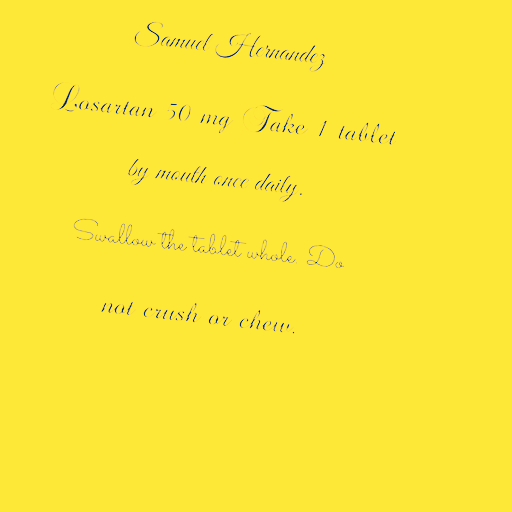 Samuel Hernandez
Losartan 50 mg Take 1 tablet
by mouth once daily.
Swallow the tablet whole. Do
not crush or chew.